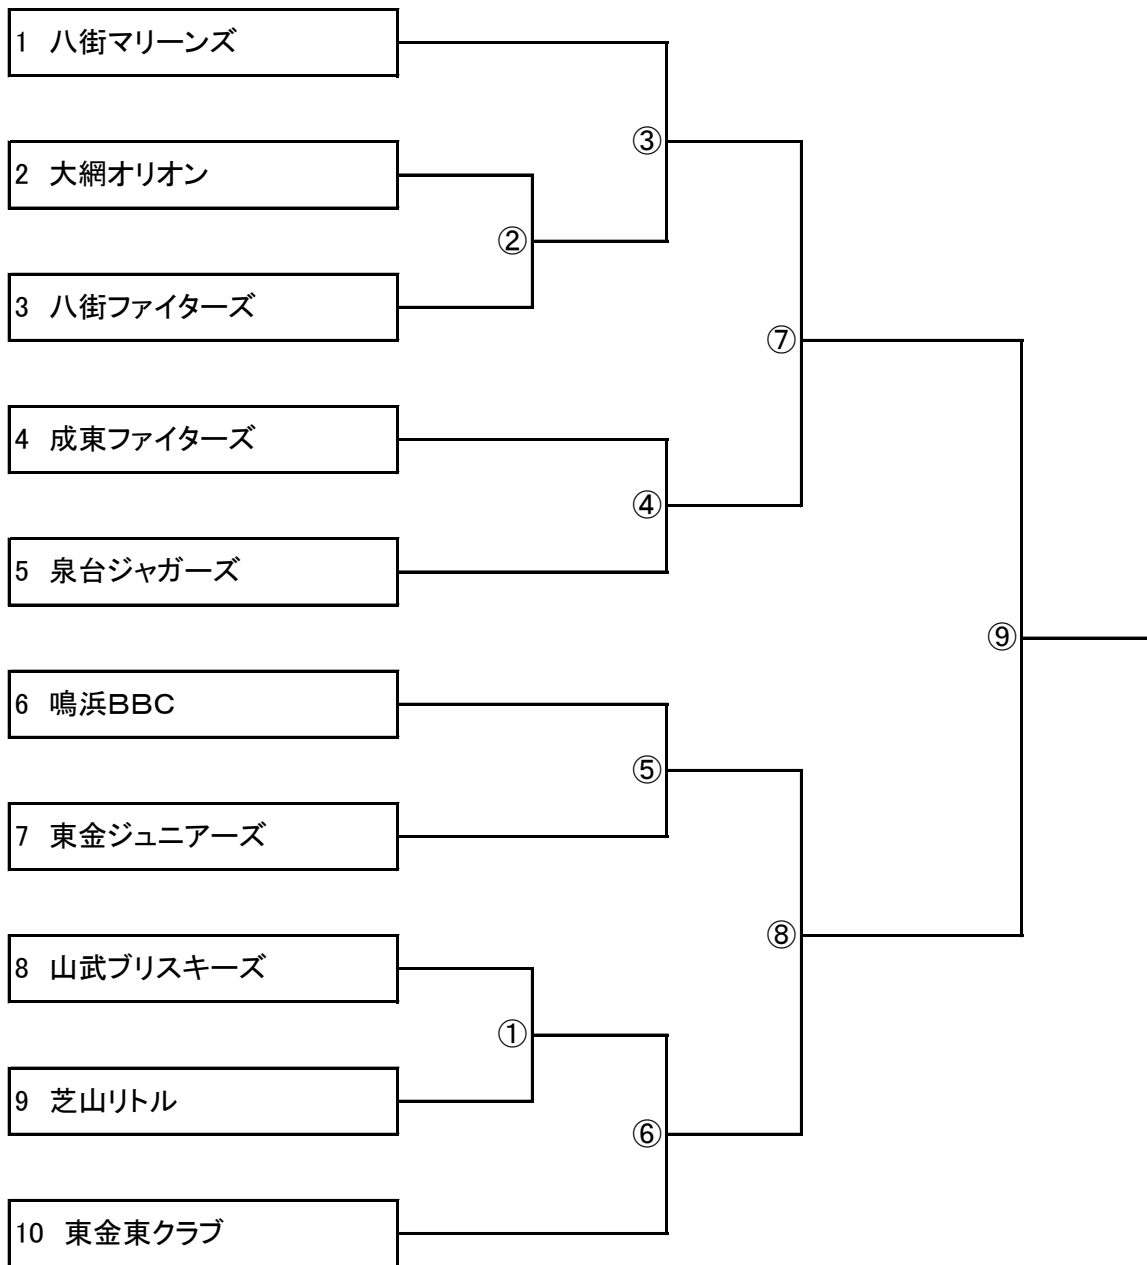 1 八街マリーンズ
③
2 大網オリオン
②
3 八街ファイターズ
⑦
4 成東ファイターズ
④
5 泉台ジャガーズ
⑨
6 鳴浜BBC
⑤
7 東金ジュニアーズ
⑧
8 山武ブリスキーズ
①
9 芝山リトル
⑥
10 東金東クラブ